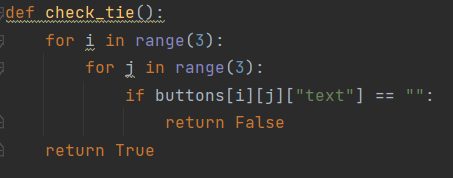 def check_tie():
    for i in range(3):
        for j in range(3):
            if buttons[i][j]["text"] == "":
                return False
    return True